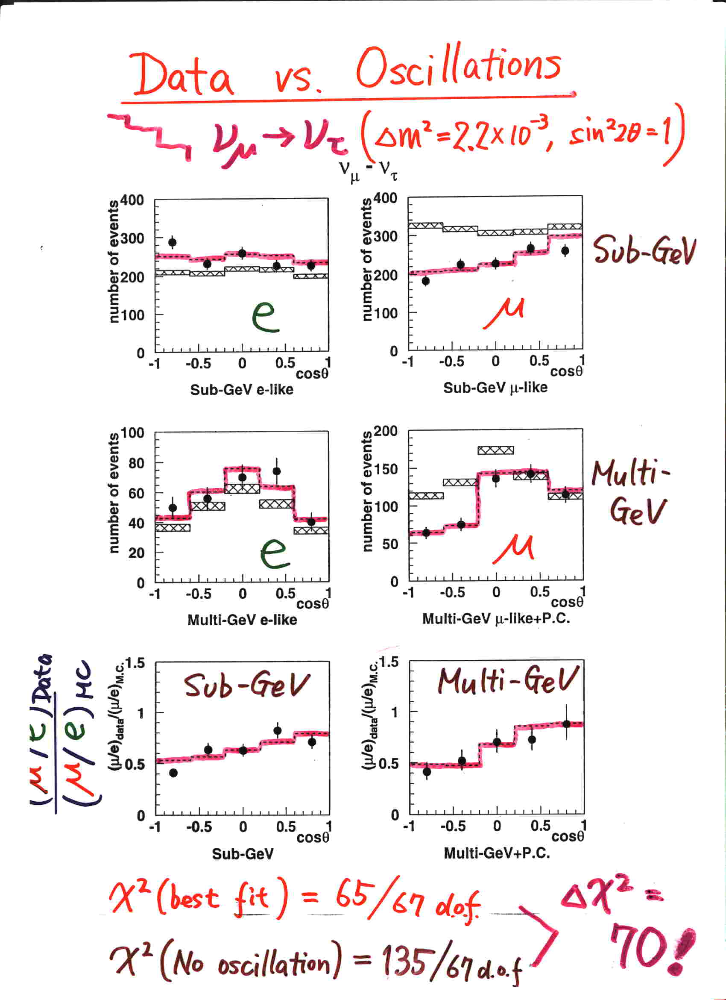 Data vs. Oscillations
νμ → ντ (Δm² = 2.2 × 10⁻³, sin²2θ = 1)
νμ - ντ
number of events
400
300
200
100
0
e
-1 -0.5 0 0.5 1
cosθ
Sub-GeV e-like
number of events
400
300
200
100
0
μ
-1 -0.5 0 0.5 1
cosθ
Sub-GeV μ-like
Sub-GeV
number of events
100
80
60
40
20
0
e
-1 -0.5 0 0.5 1
cosθ
Multi-GeV e-like
number of events
200
150
100
50
0
μ
-1 -0.5 0 0.5 1
cosθ
Multi-GeV μ-like+P.C.
Multi-
GeV
(μ/e)Data
(μ/e)MC
(μ/e)data/(μ/e)M.C.
1.5
1
0.5
0
Sub-GeV
-1 -0.5 0 0.5 1
cosθ
Sub-GeV
(μ/e)data/(μ/e)M.C.
1.5
1
0.5
0
Multi-GeV
-1 -0.5 0 0.5 1
cosθ
Multi-GeV+P.C.
χ² (best fit) = 65/67 d.o.f.
χ² (No oscillation) = 135/67 d.o.f
Δχ² =
70!